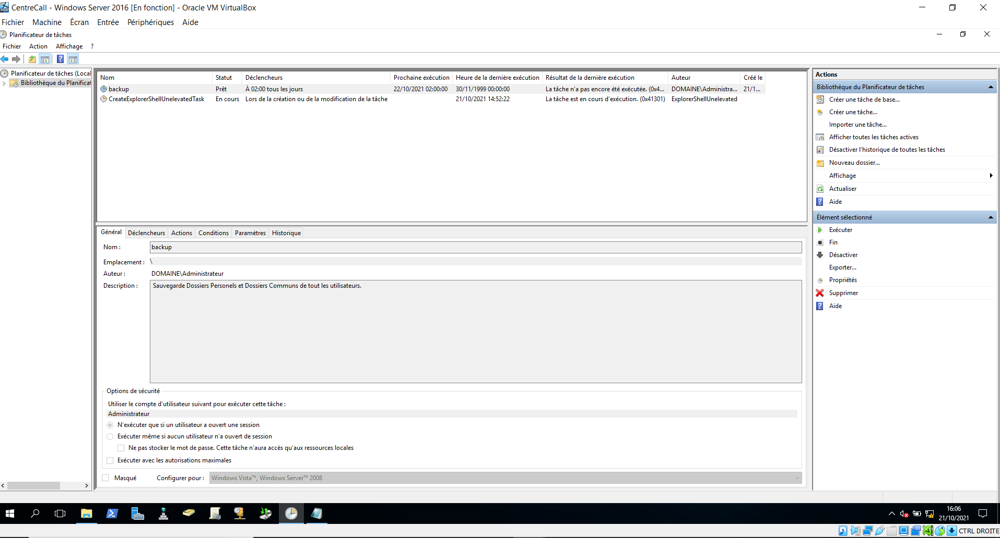 CentreCall - Windows Server 2016 [En fonction] - Oracle VM VirtualBox
Fichier Machine Écran Entrée Périphériques Aide
Planificateur de tâches
Fichier Action Affichage ?
Planificateur de tâches (Local
Bibliothèque du Planificat
Nom Statut Déclencheurs Prochaine exécution Heure de la dernière exécution Résultat de la dernière exécution Auteur Créé le
backup Prêt À 02:00 tous les jours 22/10/2021 02:00:00 30/11/1999 00:00:00 La tâche n'a pas encore été exécutée. (0x4... DOMAINE\Administra... 21/1...
CreateExplorerShellUnelevatedTask En cours Lors de la création ou de la modification de la tâche 21/10/2021 14:52:22 La tâche est en cours d'exécution. (0x41301) ExplorerShellUnelevated
Général Déclencheurs Actions Conditions Paramètres Historique
Nom : backup
Emplacement : \
Auteur : DOMAINE\Administrateur
Description : Sauvegarde Dossiers Personels et Dossiers Communs de tout les utilisateurs.
Options de sécurité
Utiliser le compte d'utilisateur suivant pour exécuter cette tâche :
Administrateur
N'exécuter que si un utilisateur a ouvert une session
Exécuter même si aucun utilisateur n'a ouvert de session
Ne pas stocker le mot de passe. Cette tâche n'aura accès qu'aux ressources locales
Exécuter avec les autorisations maximales
Masqué Configurer pour : Windows Vista™, Windows Server™ 2008
Actions
Bibliothèque du Planificateur de tâches
Créer une tâche de base...
Créer une tâche...
Importer une tâche...
Afficher toutes les tâches actives
Désactiver l'historique de toutes les tâches
Nouveau dossier...
Affichage
Actualiser
Aide
Élément sélectionné
Exécuter
Fin
Désactiver
Exporter...
Propriétés
Supprimer
Aide
16:06
21/10/2021
CTRL DROITE